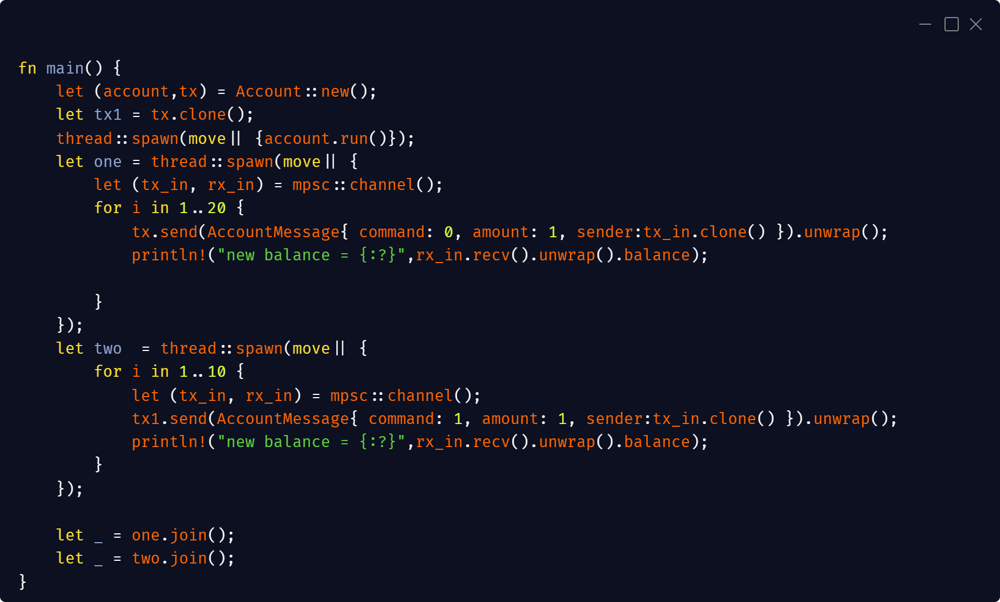 fn main() {
    let (account,tx) = Account::new();
    let tx1 = tx.clone();
    thread::spawn(move|| {account.run()});
    let one = thread::spawn(move|| {
        let (tx_in, rx_in) = mpsc::channel();
        for i in 1..20 {
            tx.send(AccountMessage{ command: 0, amount: 1, sender:tx_in.clone() }).unwrap();
            println!("new balance = {:?}",rx_in.recv().unwrap().balance);

        }
    });
    let two  = thread::spawn(move|| {
        for i in 1..10 {
            let (tx_in, rx_in) = mpsc::channel();
            tx1.send(AccountMessage{ command: 1, amount: 1, sender:tx_in.clone() }).unwrap();
            println!("new balance = {:?}",rx_in.recv().unwrap().balance);
        }
    });

    let _ = one.join();
    let _ = two.join();
}